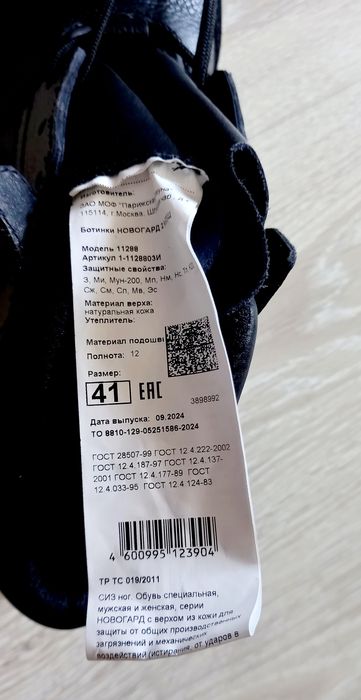 Изготовитель:
ЗАО МОФ "Парижская
115114, г. Москва,
Ботинки НОВОГАРД
Модель 11288
Артикул 1-1128803И
Защитные свойства:
З, Ми, Мун-200, Мп, Нм, Нс,
Сж, См, Сп, Мв, Эс
Материал верха:
натуральная кожа
Утеплитель:
Материал подошвы
Полнота: 12
Размер:
41 ЕАС
3898992
Дата выпуска: 09.2024
ТО 8810-129-05251586-2024
ГОСТ 28507-99 ГОСТ 12.4.222-2002
ГОСТ 12.4.187-97 ГОСТ 12.4.137-
2001 ГОСТ 12.4.177-89 ГОСТ
12.4.033-95 ГОСТ 12.4.124-83
4 600995 123904
ТР ТС 019/2011
СИЗ ног. Обувь специальная,
мужская и женская, серии
НОВОГАРД с верхом из кожи для
защиты от общих производственных
загрязнений и механических
воздействий (истирания, от ударов в